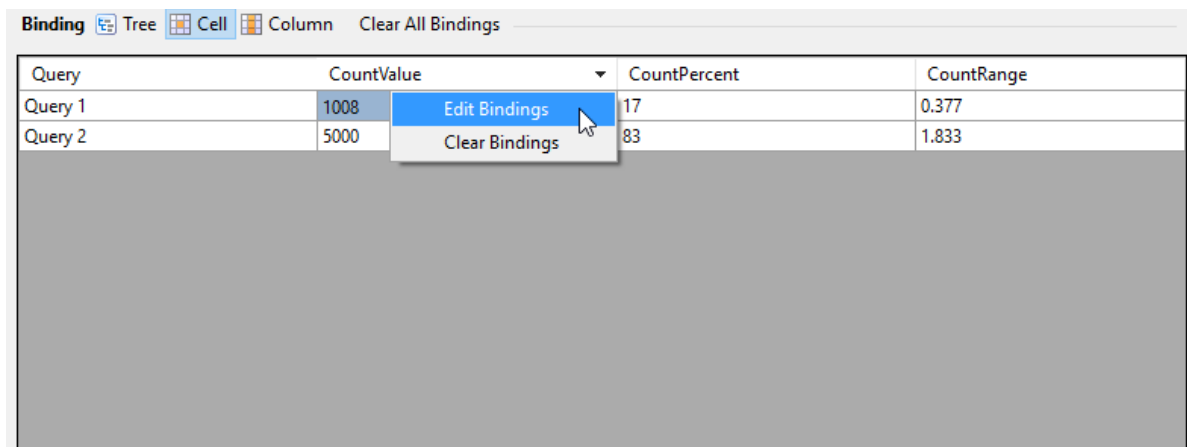 Binding Tree Cell Column Clear All Bindings
Query CountValue CountPercent CountRange
Query 1 1008 Edit Bindings 17 0.377
Query 2 5000 Clear Bindings 83 1.833